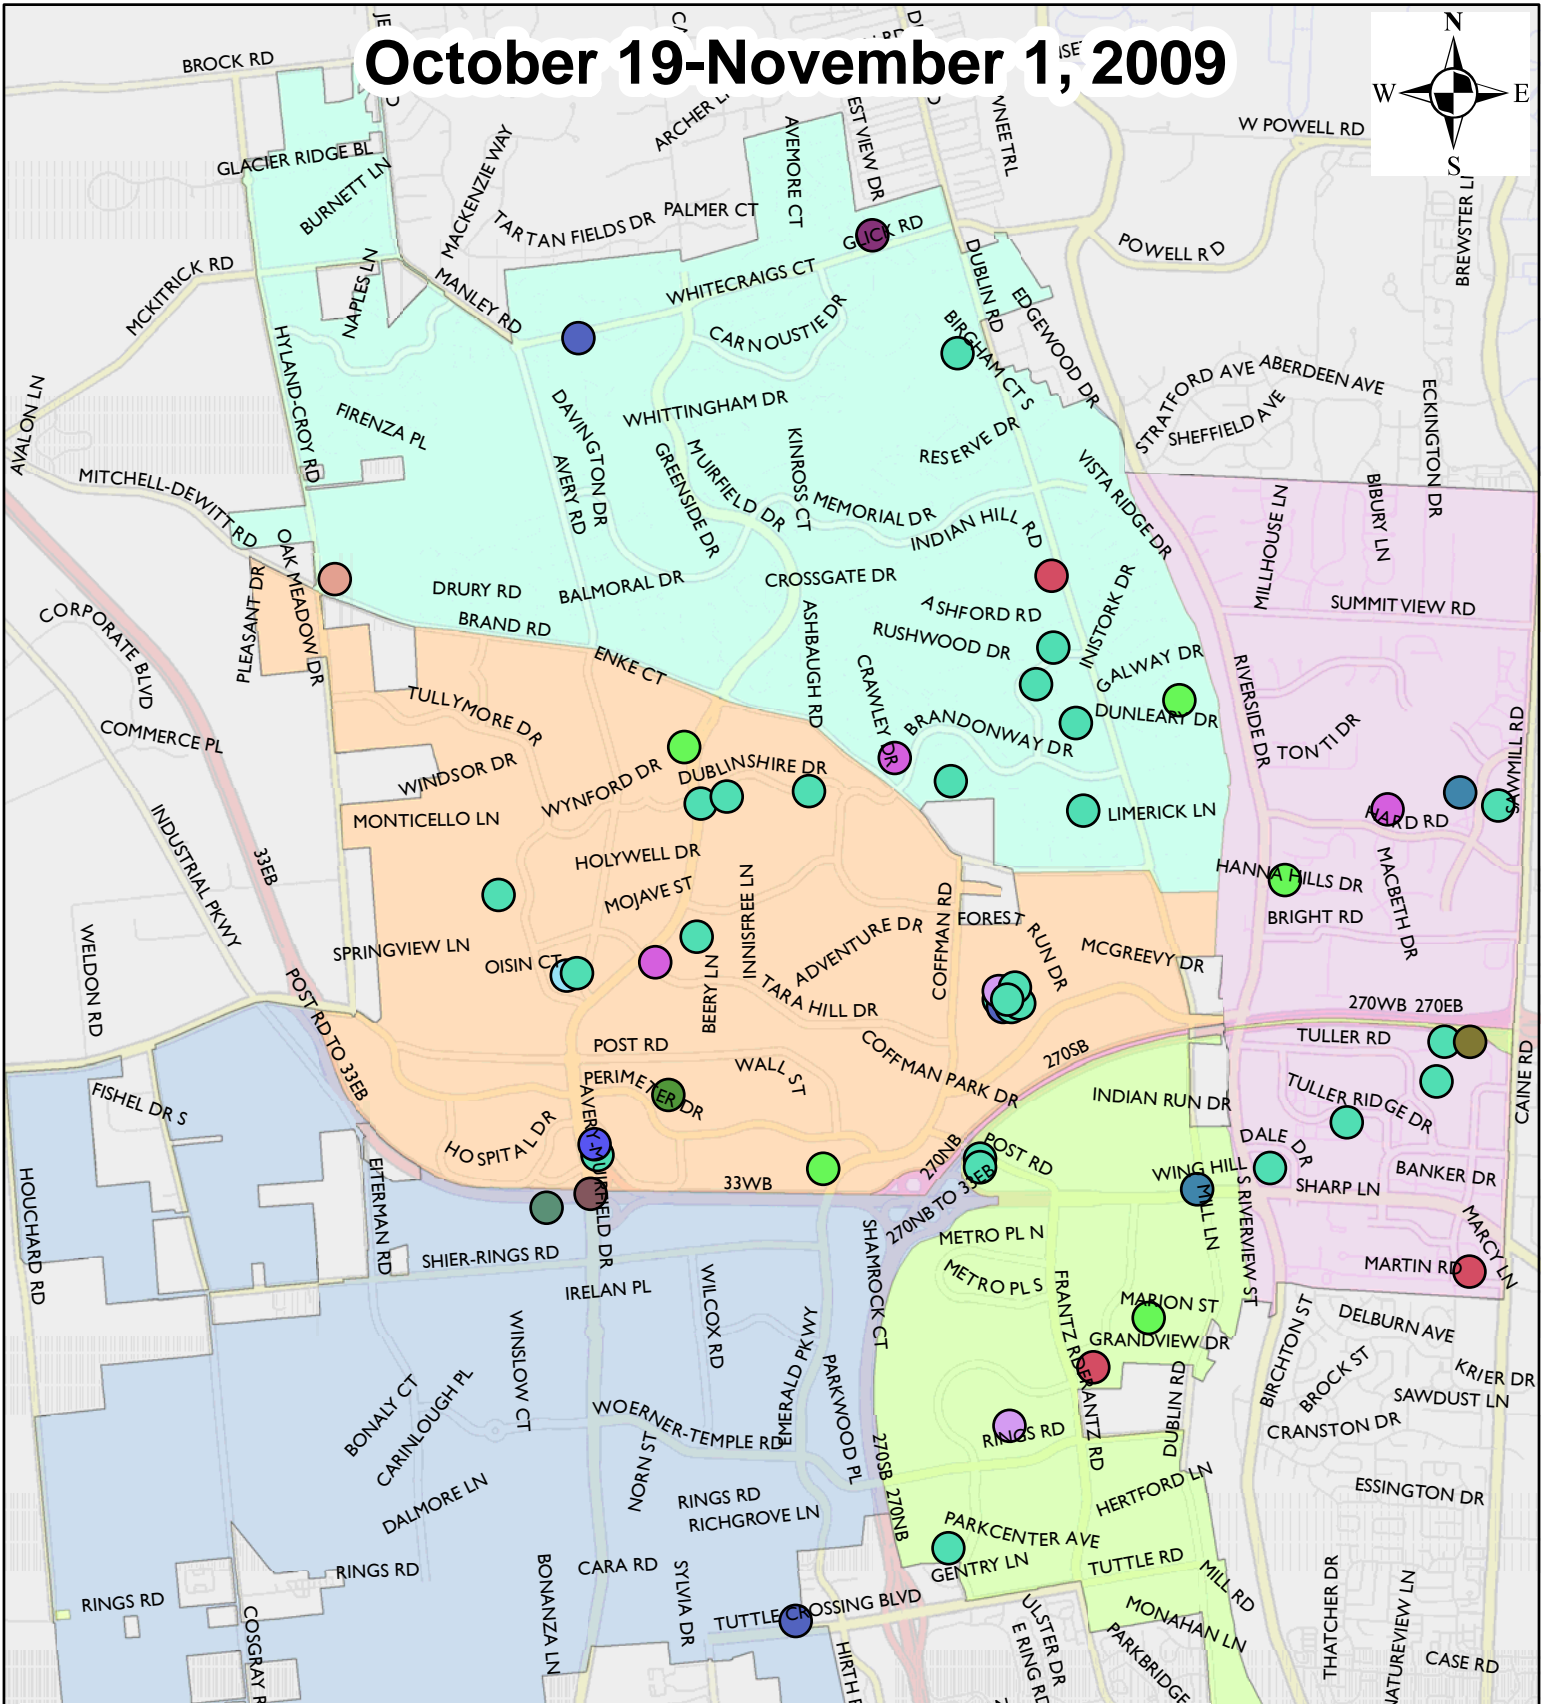 October 19-November 1, 2009
N
W E
S
BROCK RD
W POWELL RD
ARCHER
AVEMORE CT
GLACIER RIDGE BL
BURNETT LN
MACKENZIE WAY
TARTAN FIELDS DR
PALMER CT
GLICK RD
POWELL RD
MCKITRICK RD
NAPLES LN
MANLEY RD
WHITECRAIGS CT
DUBLIN RD
CARNOUSTIE DR
BIRGHAM CT S
EDGEWOOD DR
HYLAND-CROY RD
AVALON LN
FIRENZA PL
DAVINGTON DR
WHITTINGHAM DR
STRATFORD AVE
ABERDEEN AVE
SHEFFIELD AVE
ECKINGTON DR
RESERVE DR
KINROSS CT
MUIRFIELD DR
GREENSIDE DR
AVERY RD
MITCHELL-DEWITT RD
MEMORIAL DR
INDIAN HILL RD
VISTA RIDGE DR
MILLHOUSE LN
BIBURY LN
OAK MEADOW DR
PLEASANT DR
DRURY RD
BALMORAL DR
CROSSGATE DR
BRAND RD
ASHFORD RD
RUSHWOOD DR
INISTORK DR
SUMMITVIEW RD
CORPORATE BLVD
ENKE CT
ASHBAUGH RD
CRAWLEY DR
GALWAY DR
RIVERSIDE DR
TULLYMORE DR
BRANDONWAY DR
DUNLEARY DR
TONTI DR
SAWMILL RD
COMMERCE PL
WINDSOR DR
WYNFORD DR
DUBLINSHIRE DR
MONTICELLO LN
LIMERICK LN
HARD RD
INDUSTRIAL PKWY
33EB
HOLYWELL DR
MOJAVE ST
INNISFREE LN
HANNA HILLS DR
MACBETH DR
BRIGHT RD
WELDON RD
SPRINGVIEW LN
OISIN CT
BEERY LN
ADVENTURE DR
COFFMAN RD
FOREST RUN DR
MCGREEVY DR
TARA HILL DR
270WB 270EB
POST RD TO 33EB
POST RD
WALL ST
COFFMAN PARK DR
270SB
TULLER RD
CAINE RD
FISHEL DR S
PERIMETER DR
INDIAN RUN DR
TULLER RIDGE DR
HOSPITAL DR
AVERY-MUIRFIELD DR
270NB
POST RD
DALE DR
WING HILL
BANKER DR
HOUCHARD RD
EITERMAN RD
33WB
270NB TO 33EB
MILL LN
S RIVERVIEW ST
SHARP LN
MARCY LN
SHIER-RINGS RD
SHAMROCK CT
METRO PL N
METRO PL S
MARTIN RD
IRELAN PL
WILCOX RD
WINSLOW CT
EMERALD PKWY
PARKWOOD PL
FRANTZ RD
MARION ST
GRANDVIEW DR
BIRCHTON ST
DELBURN AVE
BROCK ST
KRIER DR
SAWDUST LN
CRANSTON DR
BONALY CT
CARINLOUGH PL
WOERNER-TEMPLE RD
NORN ST
FRANTZ RD
RINGS RD
DUBLIN RD
270SB 270NB
DALMORE LN
RINGS RD
RICHGROVE LN
HERTFORD LN
ESSINGTON DR
PARKCENTER AVE
GENTRY LN
TUTTLE RD
MILL RD
RINGS RD
RINGS RD
CARA RD
BONANZA LN
SYLVIA DR
TUTTLE CROSSING BLVD
ULSTER DR
E RING RD
MONAHAN LN
PARKBRIDGE
THATCHER DR
NATUREVIEW LN
CASE RD
COSGRAY
HIRTH